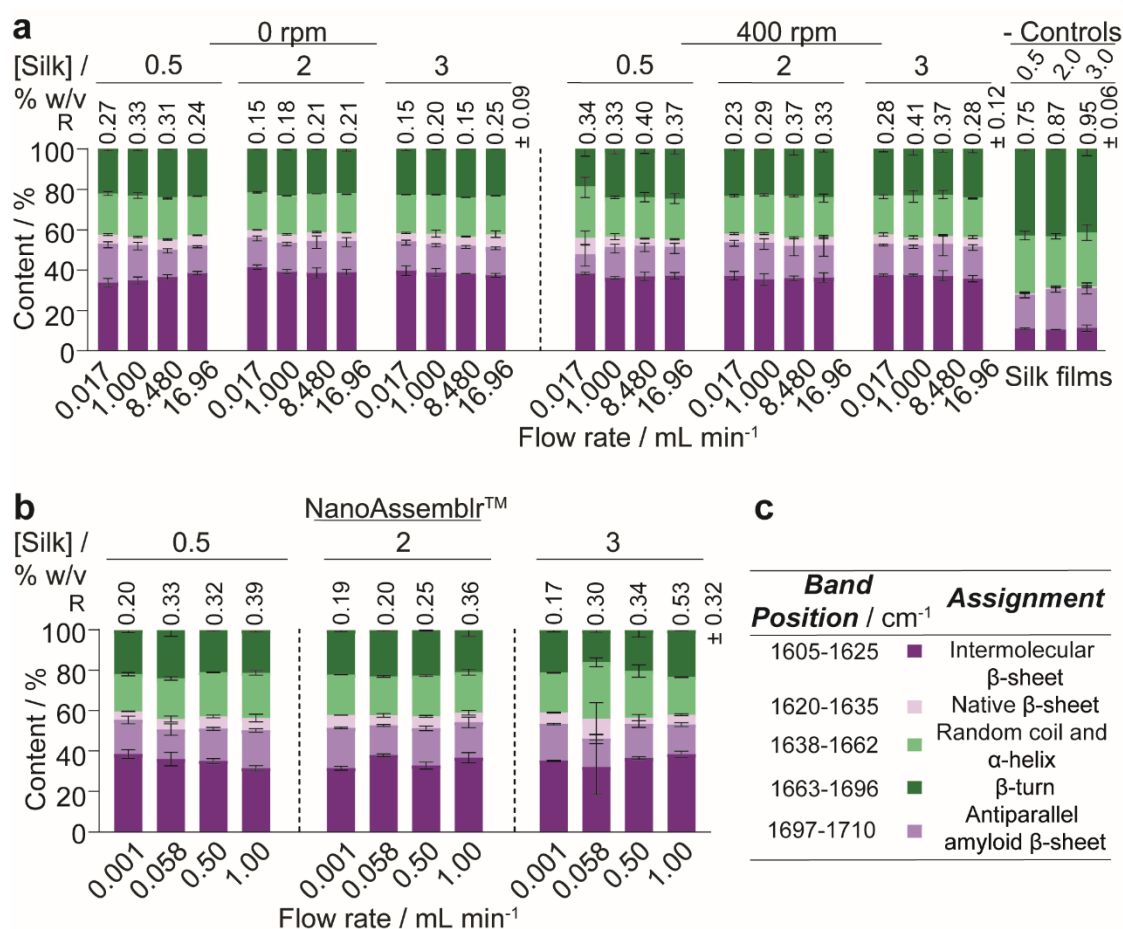 a
0 rpm 400 rpm - Controls
[Silk] / % w/v 0.5 2 3 0.5 2 3 0.5 2.0 3.0
R 0.27 0.33 0.31 0.24 0.15 0.18 0.21 0.21 0.15 0.20 0.15 0.25 ± 0.09 0.34 0.33 0.40 0.37 0.23 0.29 0.37 0.33 0.28 0.41 0.37 0.28 ± 0.12 0.75 0.87 0.95 ± 0.06
Content / %
100
80
60
40
20
0
0.017 1.000 8.480 16.96 0.017 1.000 8.480 16.96 0.017 1.000 8.480 16.96 0.017 1.000 8.480 16.96 0.017 1.000 8.480 16.96 0.017 1.000 8.480 16.96 Silk films
Flow rate / mL min⁻¹
b
NanoAssemblr™
[Silk] / % w/v 0.5 2 3
R 0.20 0.33 0.32 0.39 0.19 0.20 0.25 0.36 0.17 0.30 0.34 0.53 ± 0.32
Content / %
100
80
60
40
20
0
0.001 0.058 0.50 1.00 0.001 0.058 0.50 1.00 0.001 0.058 0.50 1.00
Flow rate / mL min⁻¹
c
Band Position / cm⁻¹ Assignment
1605-1625 Intermolecular
β-sheet
1620-1635 Native β-sheet
1638-1662 Random coil and
α-helix
1663-1696 β-turn
1697-1710 Antiparallel
amyloid β-sheet